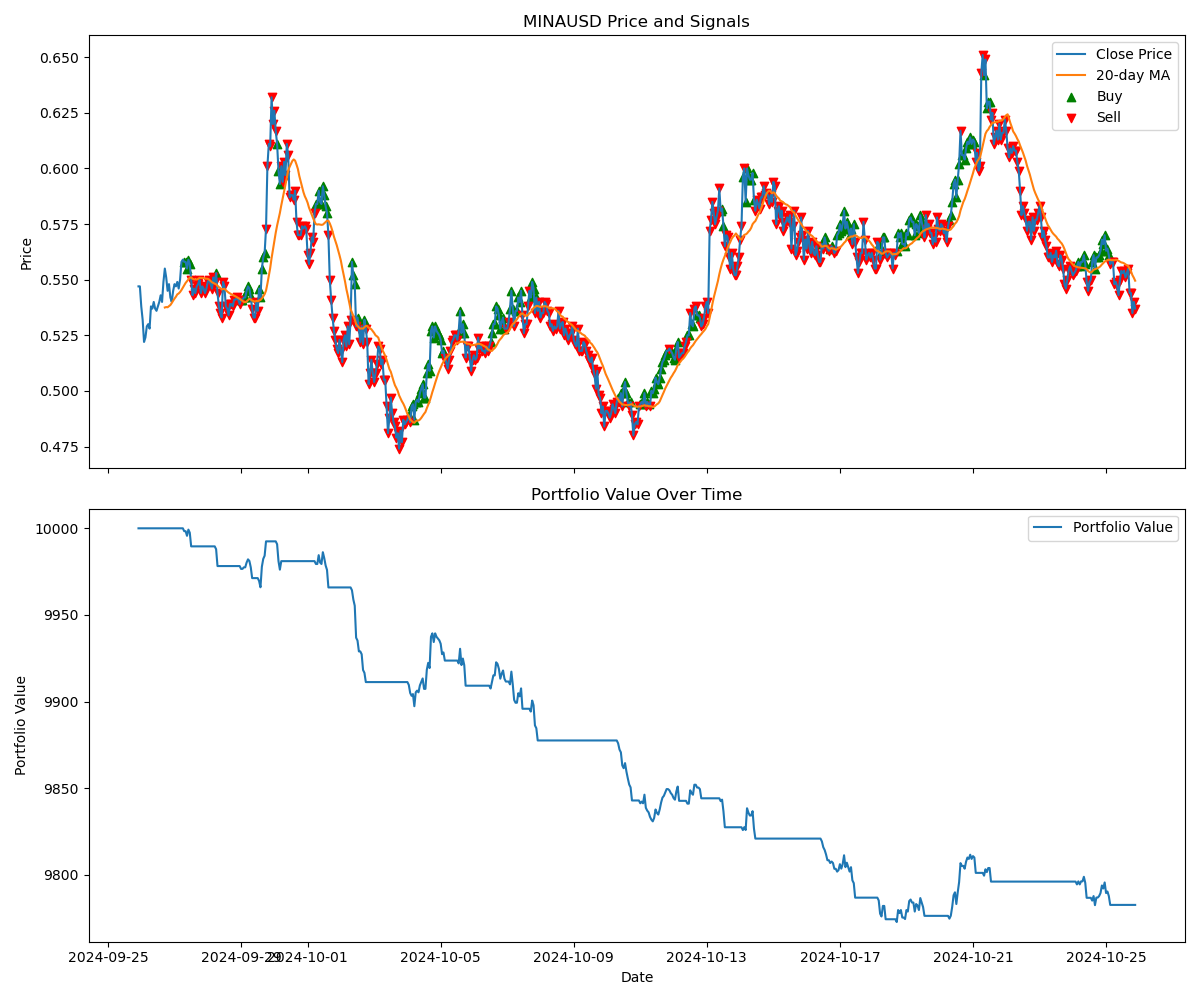 MINAUSD Price and Signals
Price
0.650
0.625
0.600
0.575
0.550
0.525
0.500
0.475
Close Price
20-day MA
Buy
Sell
Portfolio Value Over Time
Portfolio Value
10000
9950
9900
9850
9800
Portfolio Value
2024-09-25
2024-09-29
2024-10-01
2024-10-05
2024-10-09
2024-10-13
2024-10-17
2024-10-21
2024-10-25
Date